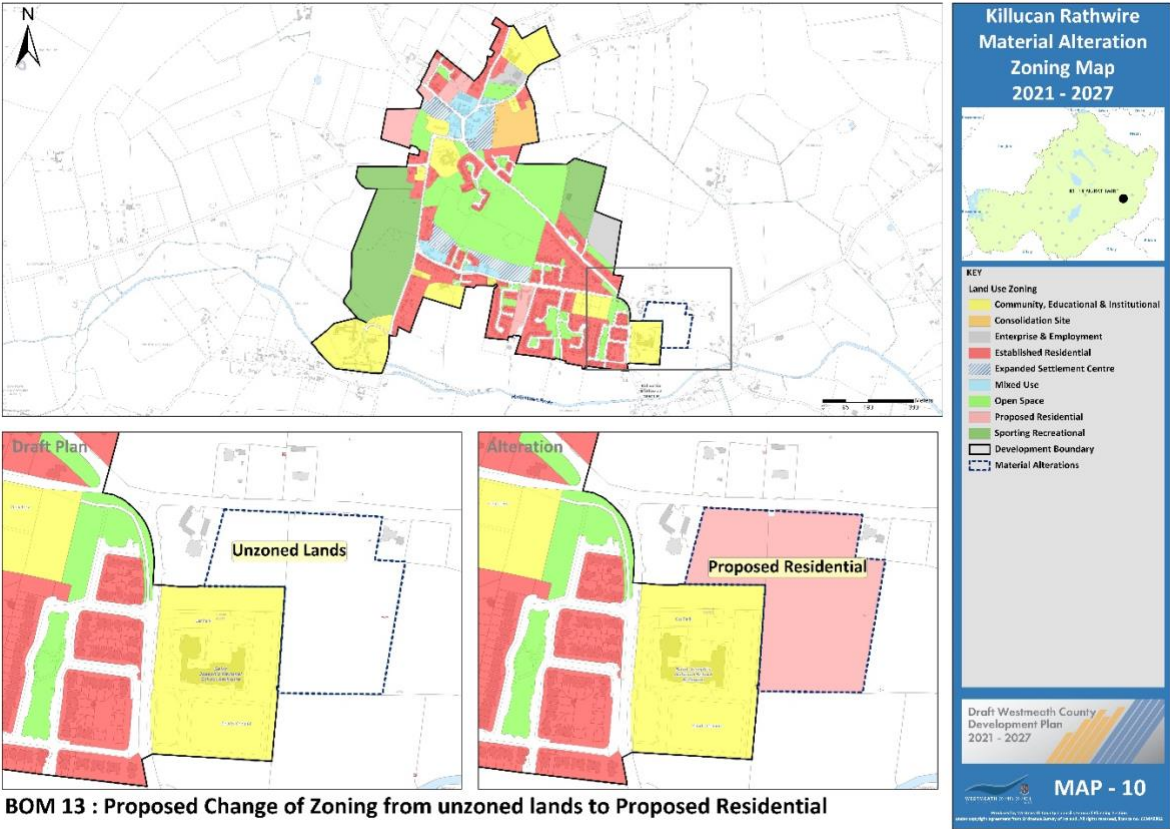 N
Killucan Rathwire
Material Alteration
Zoning Map
2021 - 2027
KEY
Land Use Zoning
Community, Educational & Institutional
Consolidation Site
Enterprise & Employment
Established Residential
Expanded Settlement Centre
Mixed Use
Open Space
Proposed Residential
Sporting Recreational
Development Boundary
Material Alterations
Draft Plan
Unzoned Lands
Alteration
Proposed Residential
Draft Westmeath County
Development Plan
2021 - 2027
MAP - 10
BOM 13 : Proposed Change of Zoning from unzoned lands to Proposed Residential